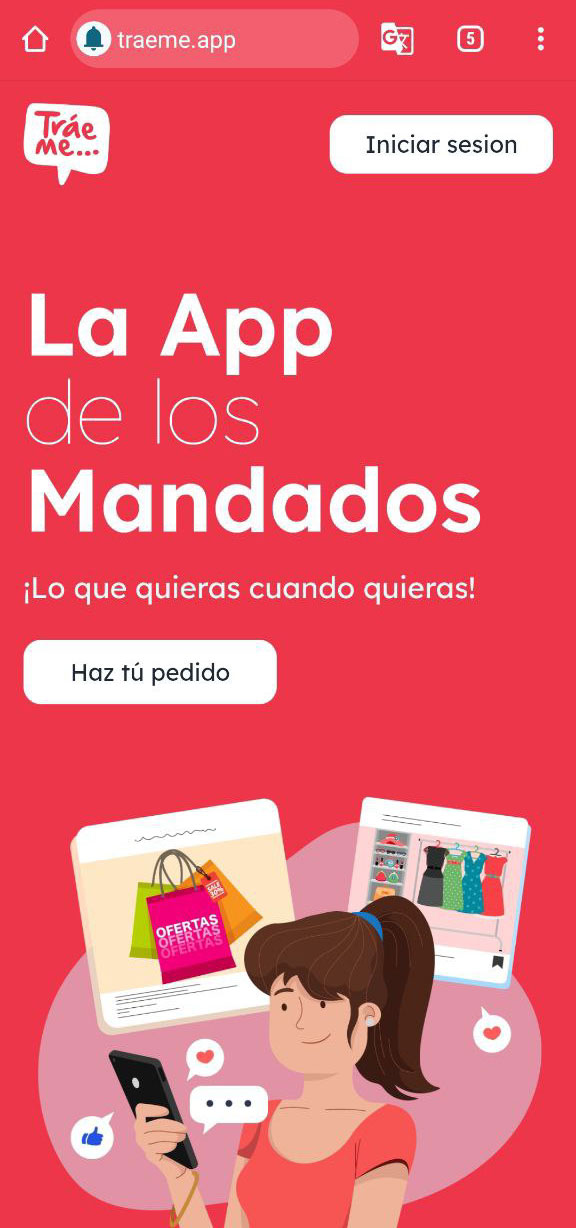 traeme.app
5
Tráe
me...
Iniciar sesion
La App
de los
Mandados
¡Lo que quieras cuando quieras!
Haz tú pedido
SALE
50%
OFERTAS
OFERTAS
OFERTAS